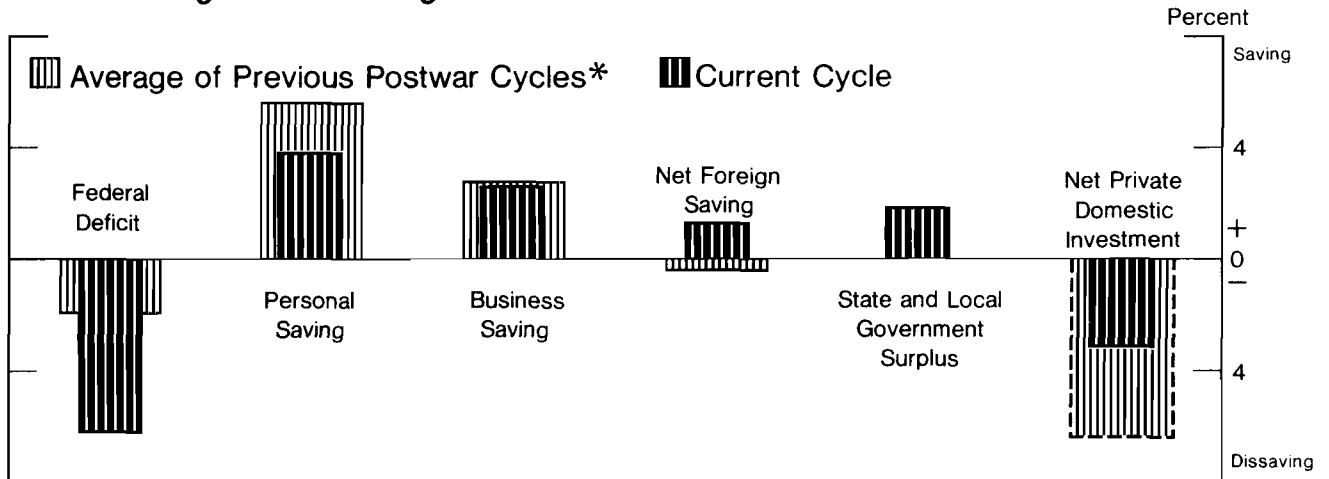 Percent
Saving
Average of Previous Postwar Cycles* Current Cycle
4
Federal
Deficit
Net Foreign
Saving
Net Private
Domestic
Investment
+
0
−
Personal
Saving
Business
Saving
State and Local
Government
Surplus
4
Dissaving